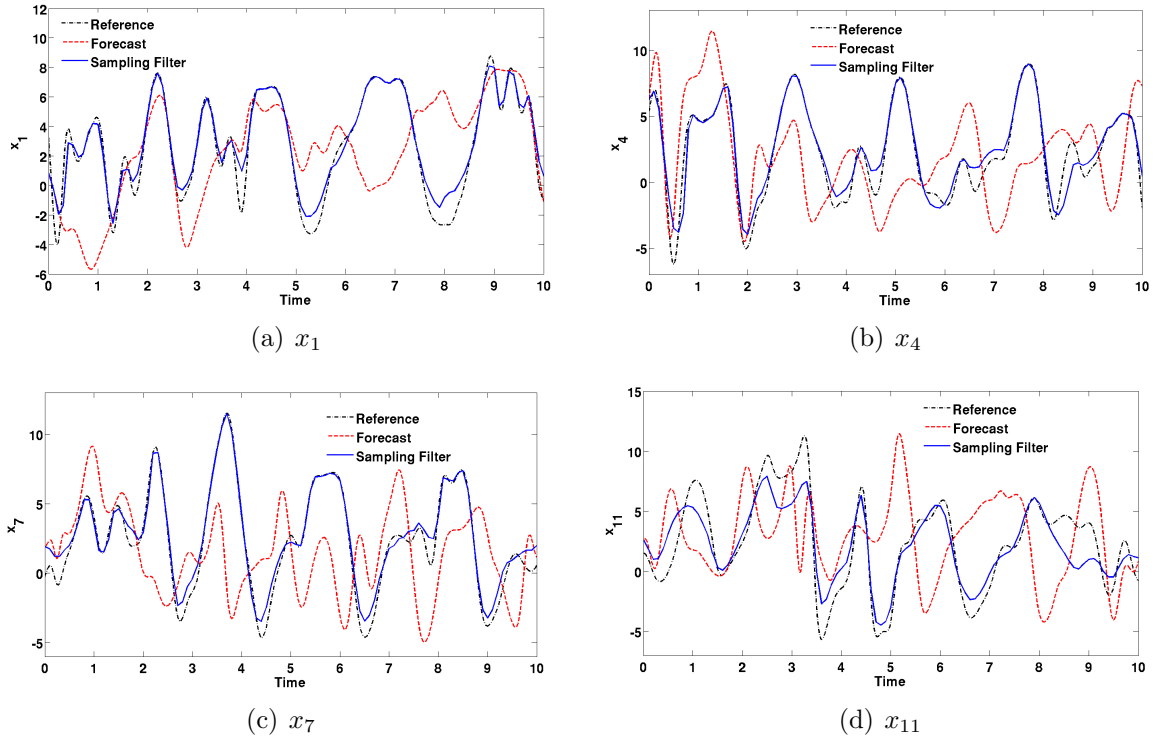 12
10
8
6
4
2
0
-2
-4
-6
x1
Reference
Forecast
Sampling Filter
0 1 2 3 4 5 6 7 8 9 10
Time
(a) x1
10
5
0
-5
x4
Reference
Forecast
Sampling Filter
0 1 2 3 4 5 6 7 8 9 10
Time
(b) x4
10
5
0
-5
x7
Reference
Forecast
Sampling Filter
0 1 2 3 4 5 6 7 8 9 10
Time
(c) x7
15
10
5
0
-5
x11
Reference
Forecast
Sampling Filter
0 1 2 3 4 5 6 7 8 9 10
Time
(d) x11